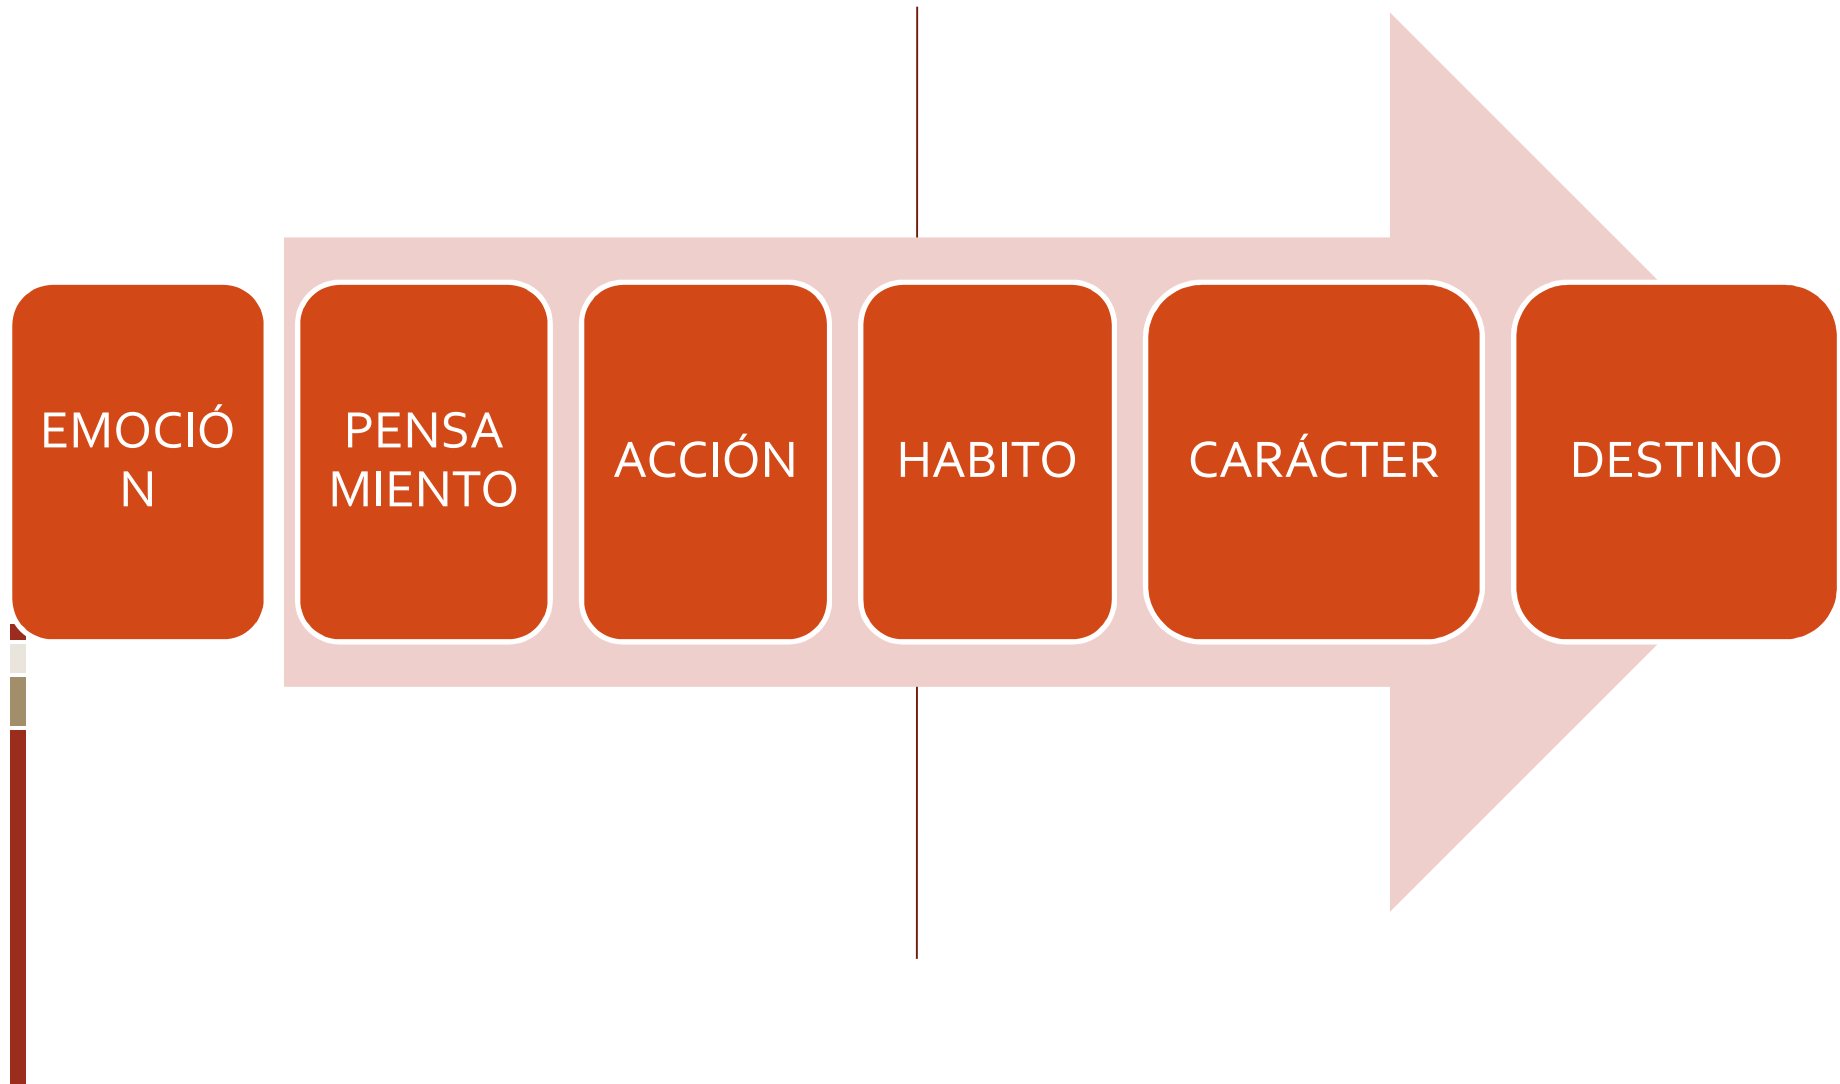 EMOCIÓ
N
PENSA
MIENTO
ACCIÓN
HABITO
CARÁCTER
DESTINO